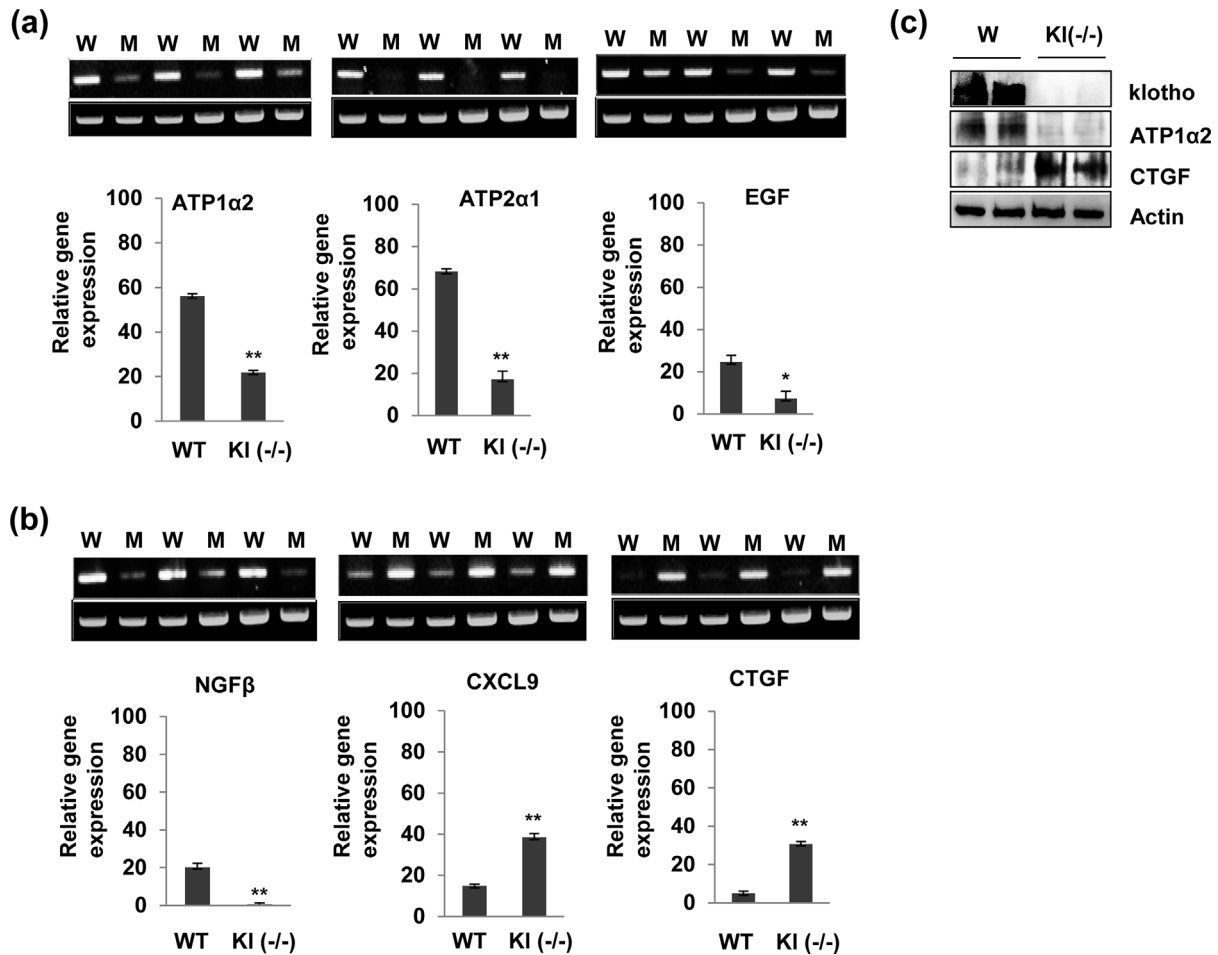 (a)
W M W M W M
W M W M W M
W M W M W M
ATP1α2
Relative gene
expression
100
80
60
40
20
0
**
WT KI (-/-)
ATP2α1
Relative gene
expression
100
80
60
40
20
0
**
WT KI (-/-)
EGF
Relative gene
expression
100
80
60
40
20
0
*
WT KI (-/-)
(b)
W M W M W M
W M W M W M
W M W M W M
NGFβ
Relative gene
expression
100
80
60
40
20
0
**
WT KI (-/-)
CXCL9
Relative gene
expression
100
80
60
40
20
0
**
WT KI (-/-)
CTGF
Relative gene
expression
100
80
60
40
20
0
**
WT KI (-/-)
(c)
W KI(-/-)
klotho
ATP1α2
CTGF
Actin